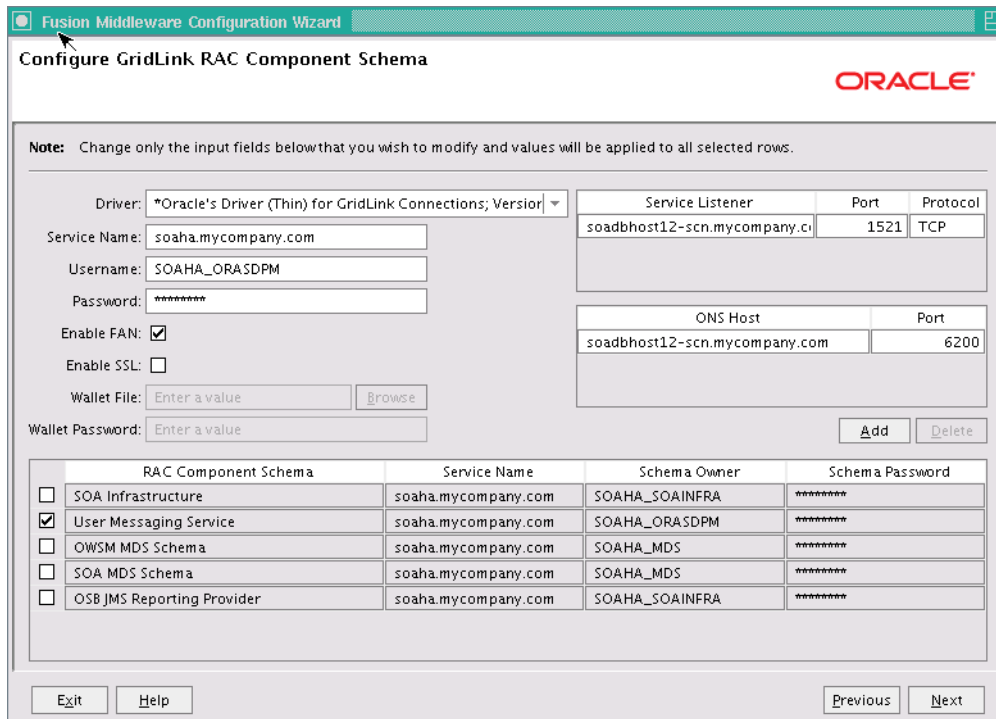 Fusion Middleware Configuration Wizard
Configure GridLink RAC Component Schema
ORACLE
Note: Change only the input fields below that you wish to modify and values will be applied to all selected rows.
Driver: *Oracle's Driver (Thin) for GridLink Connections; Version
Service Name: soaha.mycompany.com
Username: SOAHA_ORASDPM
Password: ********
Enable FAN:
Enable SSL:
Wallet File: Enter a value Browse
Wallet Password: Enter a value
Service Listener Port Protocol
soadbhost12-scn.mycompany.c 1521 TCP
ONS Host Port
soadbhost12-scn.mycompany.com 6200
Add Delete
RAC Component Schema Service Name Schema Owner Schema Password
SOA Infrastructure soaha.mycompany.com SOAHA_SOAINFRA ********
User Messaging Service soaha.mycompany.com SOAHA_ORASDPM ********
OWSM MDS Schema soaha.mycompany.com SOAHA_MDS ********
SOA MDS Schema soaha.mycompany.com SOAHA_MDS ********
OSB JMS Reporting Provider soaha.mycompany.com SOAHA_SOAINFRA ********
Exit Help Previous Next